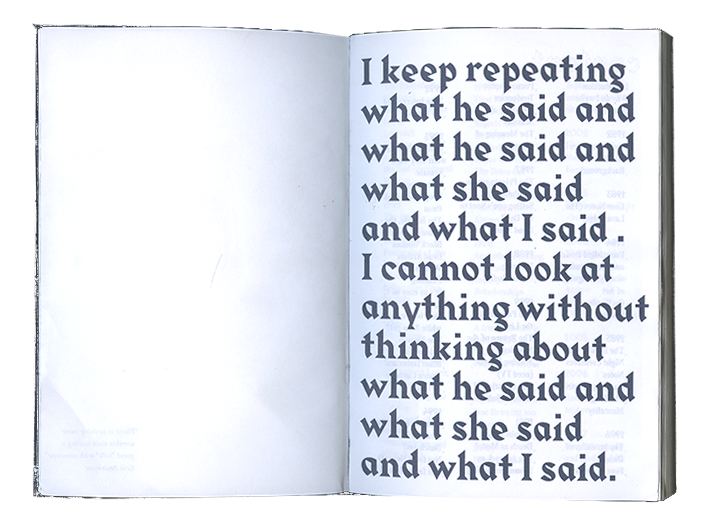 I keep repeating
what he said and
what he said and
what she said
and what I said .
I cannot look at
anything without
thinking about
what he said and
what she said
and what I said.